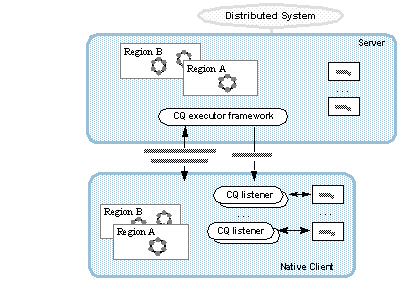 Distributed System
Server
Region B
Region A
...
CQ executor framework
...
CQ listener
Region B
Region A
...
...
CQ listener
Native Client